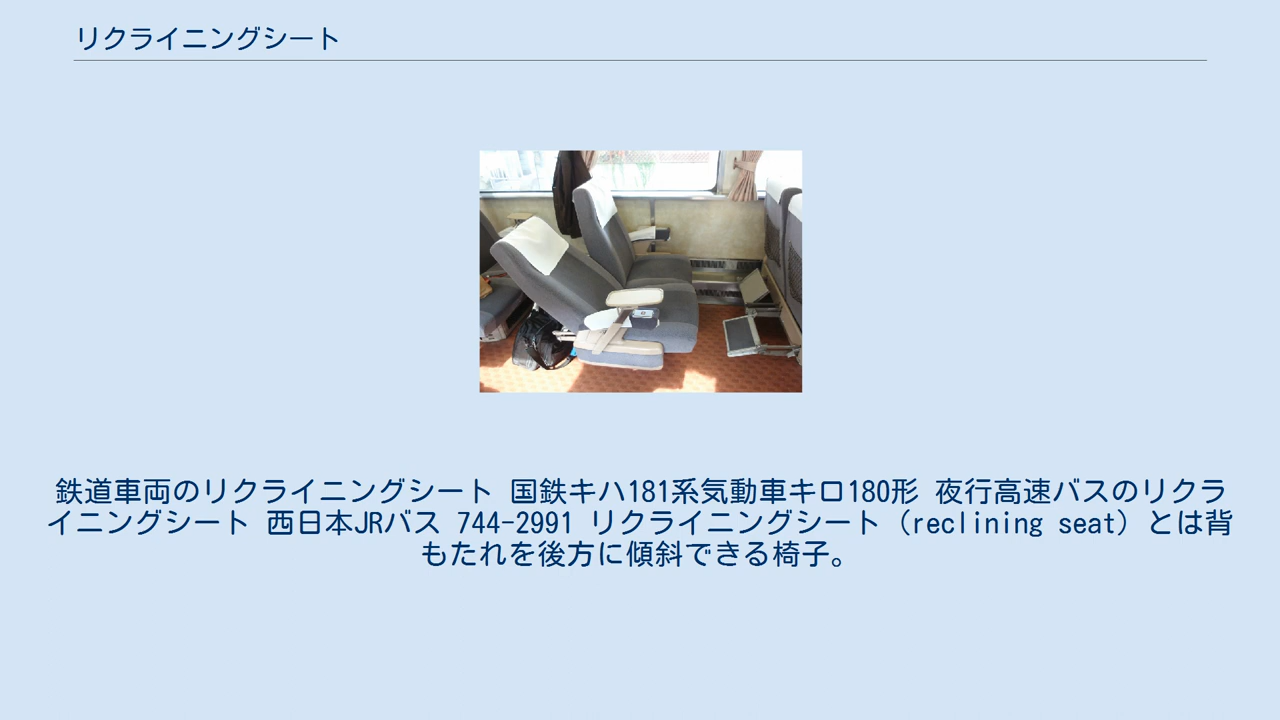 リクライニングシート
鉄道車両のリクライニングシート 国鉄キハ181系気動車キロ180形 夜行高速バスのリクラ
イニングシート 西日本JRバス 744-2991 リクライニングシート（reclining seat）とは背
もたれを後方に傾斜できる椅子。